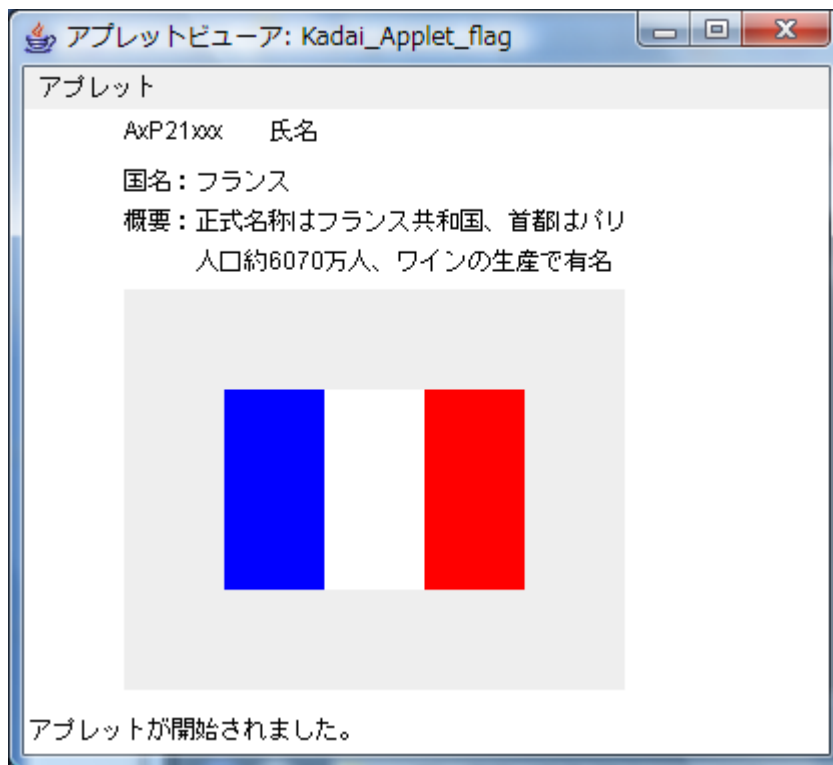 アプレットビューア: Kadai_Applet_flag
アプレット
AxP21xxx 氏名
国名：フランス
概要：正式名称はフランス共和国、首都はパリ
人口約6070万人、ワインの生産で有名
アプレットが開始されました。